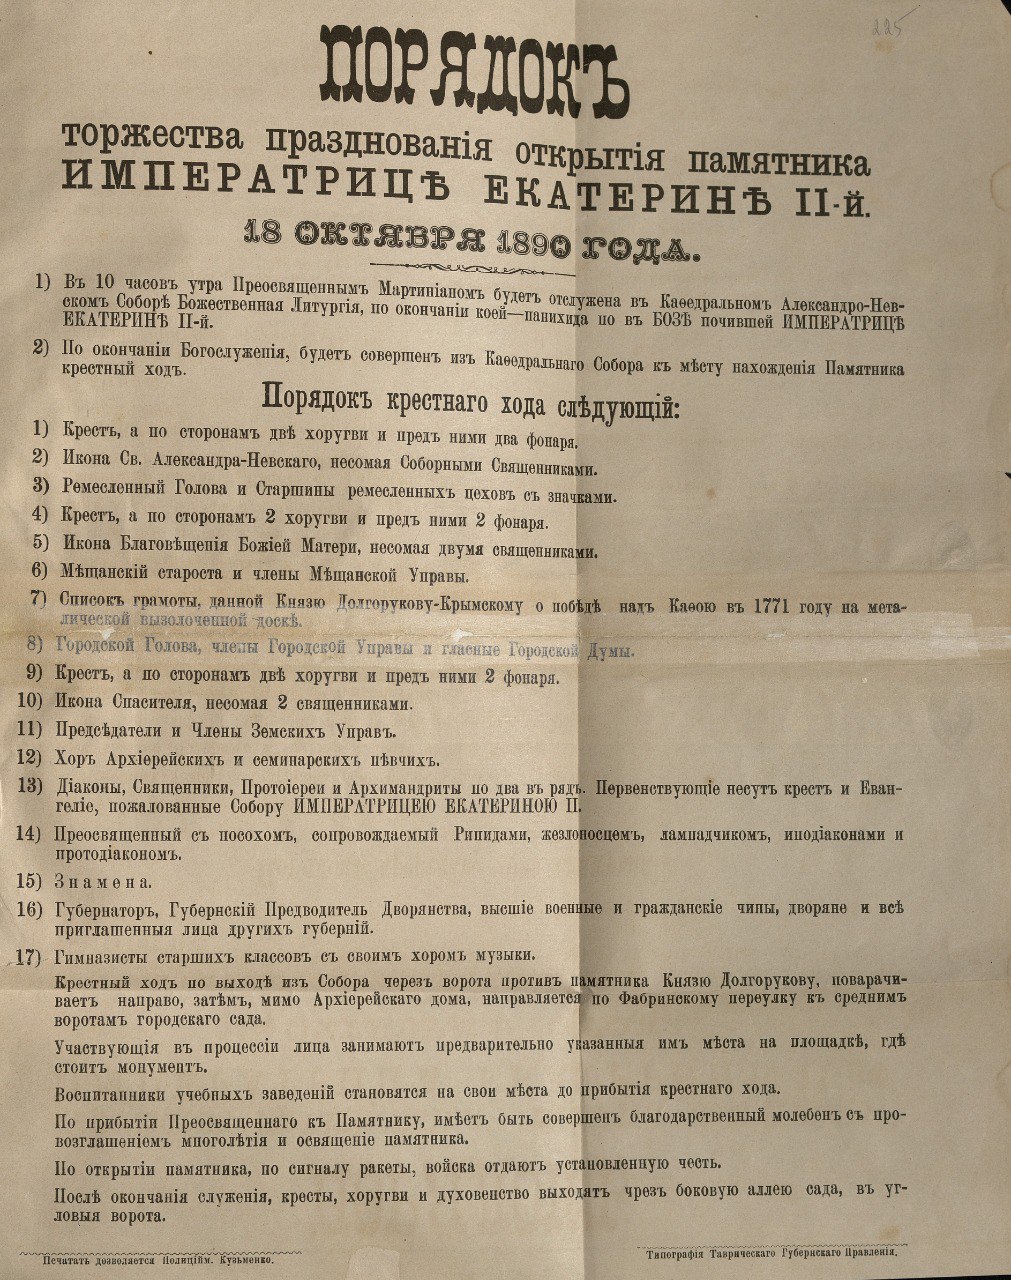 225
ПОРЯДОКЪ
торжества празднованія открытія памятника
ИМПЕРАТРИЦѢ ЕКАТЕРИНѢ II-й.
18 ОКТЯБРЯ 1890 ГОДА.
1) Въ 10 часовъ утра Преосвященнымъ Мартиніаномъ будетъ отслужена въ Каѳедральномъ Александро-Нев-
скомъ Соборѣ Божественная Литургія, по окончаніи коей—панихида по въ БОЗѢ почившей ИМПЕРАТРИЦѢ
ЕКАТЕРИНѢ II-й.
2) По окончаніи Богослуженія, будетъ совершенъ изъ Каѳедральнаго Собора къ мѣсту нахожденія Памятника
крестный ходъ.
Порядокъ крестнаго хода слѣдующій:
1) Крестъ, а по сторонамъ двѣ хоругви и предъ ними два фонаря.
2) Икона Св. Александра-Невскаго, несомая Соборными Священниками.
3) Ремесленный Голова и Старшины ремесленныхъ цеховъ съ значками.
4) Крестъ, а по сторонамъ 2 хоругви и предъ ними 2 фонаря.
5) Икона Благовѣщенія Божіей Матери, несомая двумя священниками.
6) Мѣщанскій староста и члены Мѣщанской Управы.
7) Списокъ грамоты, данной Князю Долгорукову-Крымскому о побѣдѣ надъ Каѳою въ 1771 году на мета-
лической вызолоченной доскѣ.
8) Городской Голова, члены Городской Управы и гласные Городской Думы.
9) Крестъ, а по сторонамъ двѣ хоругви и предъ ними 2 фонаря.
10) Икона Спасителя, несомая 2 священниками.
11) Предсѣдатели и Члены Земскихъ Управъ.
12) Хоръ Архіерейскихъ и семинарскихъ пѣвчихъ.
13) Діаконы, Священники, Протоіереи и Архимандриты по два въ рядъ. Первенствующіе несутъ крестъ и Еван-
геліе, пожалованные Собору ИМПЕРАТРИЦЕЮ ЕКАТЕРИНОЮ II.
14) Преосвященный съ посохомъ, сопровождаемый Рипидами, жезлоносцемъ, лампадчикомъ, иподіаконами и
протодіакономъ.
15) Знамена.
16) Губернаторъ, Губернскій Предводитель Дворянства, высшіе военные и гражданскіе чины, дворяне и всѣ
приглашенныя лица другихъ губерній.
17) Гимназисты старшихъ классовъ съ своимъ хоромъ музыки.
Крестный ходъ по выходѣ изъ Собора черезъ ворота противъ памятника Князю Долгорукову, поварачи-
ваетъ направо, затѣмъ, мимо Архіерейскаго дома, направляется по Фабринскому переулку къ среднимъ
воротамъ городскаго сада.
Участвующія въ процессіи лица занимаютъ предварительно указанныя имъ мѣста на площадкѣ, гдѣ
стоитъ монументъ.
Воспитанники учебныхъ заведеній становятся на свои мѣста до прибытія крестнаго хода.
По прибытіи Преосвященнаго къ Памятнику, имѣетъ быть совершенъ благодарственный молебенъ съ про-
возглашеніемъ многолѣтія и освященіе памятника.
По открытіи памятника, по сигналу ракеты, войска отдаютъ установленную честь.
Послѣ окончанія служенія, кресты, хоругви и духовенство выходятъ чрезъ боковую аллею сада, въ уг-
ловыя ворота.
Печатать дозволяется Полиційм. Кузьменко.
Типографія Таврическаго Губернскаго Правленія.